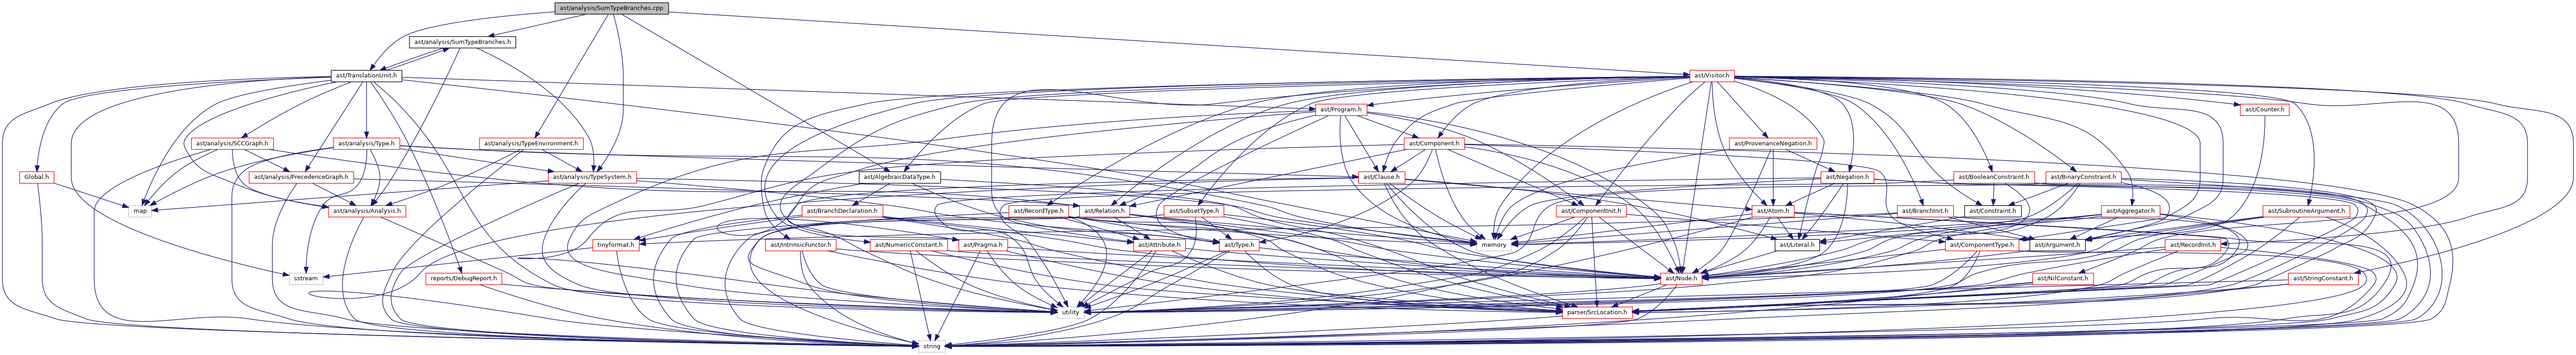 ast/analysis/SumTypeBranches.cpp
ast/analysis/SumTypeBranches.h
ast/TranslationUnit.h
ast/Visitor.h
ast/Program.h
ast/Counter.h
ast/analysis/SCCGraph.h
ast/analysis/Type.h
ast/analysis/TypeEnvironment.h
ast/Component.h
ast/ProvenanceNegation.h
Global.h
ast/analysis/PrecedenceGraph.h
ast/analysis/TypeSystem.h
ast/AlgebraicDataType.h
ast/Clause.h
ast/Negation.h
ast/BooleanConstraint.h
ast/BinaryConstraint.h
map
ast/analysis/Analysis.h
ast/BranchDeclaration.h
ast/RecordType.h
ast/Relation.h
ast/SubsetType.h
ast/ComponentInit.h
ast/Atom.h
ast/BranchInit.h
ast/Constraint.h
ast/Aggregator.h
ast/SubroutineArgument.h
tinyformat.h
ast/IntrinsicFunctor.h
ast/NumericConstant.h
ast/Pragma.h
ast/Attribute.h
ast/Type.h
memory
ast/Literal.h
ast/ComponentType.h
ast/Argument.h
ast/RecordInit.h
sstream
reports/DebugReport.h
ast/Node.h
ast/NilConstant.h
ast/StringConstant.h
utility
parser/SrcLocation.h
string